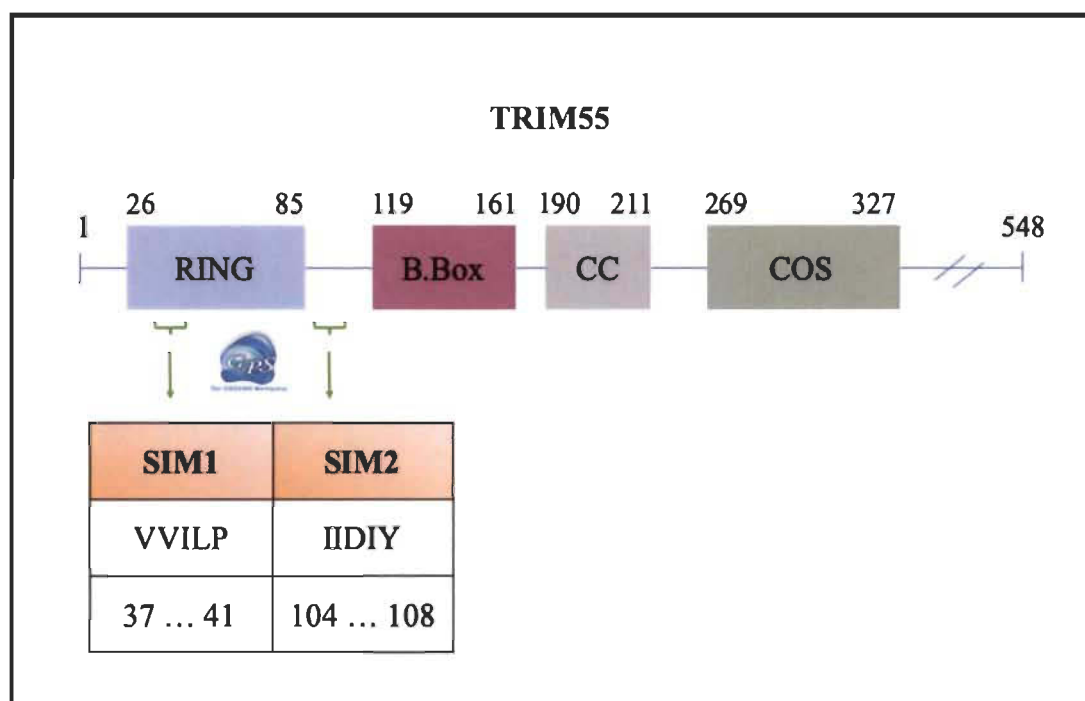 TRIM55
26 85 119 161 190 211 269 327
1 548
RING B.Box CC COS
GPS
SIM1 SIM2
VVILP IIDIY
37 ... 41 104 ... 108